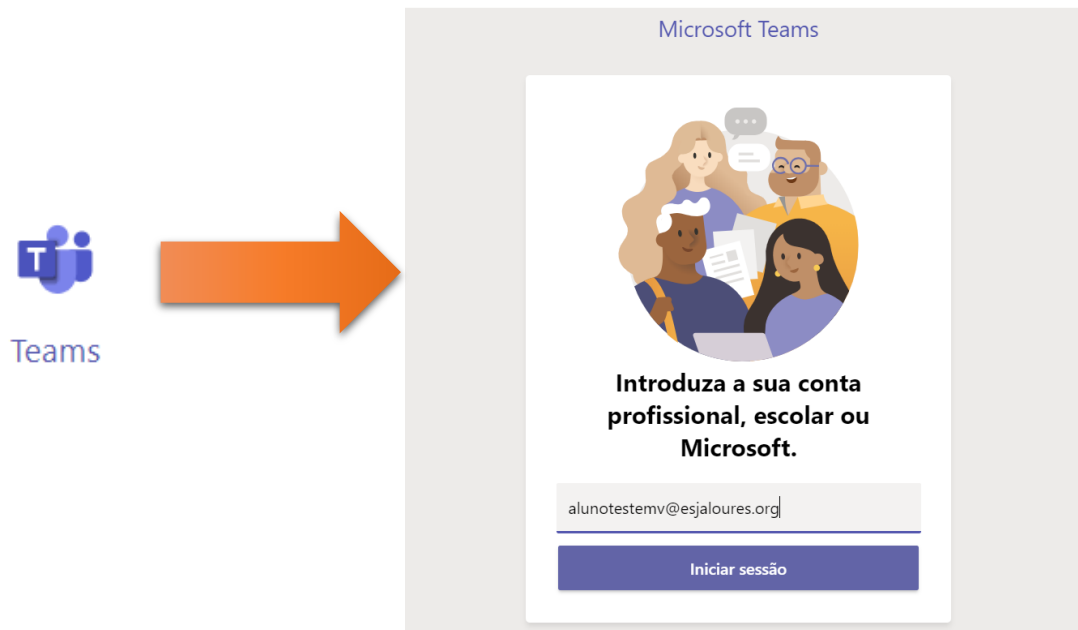 Microsoft Teams
T
Teams
Introduza a sua conta
profissional, escolar ou
Microsoft.
alunotestemv@esjaloures.org
Iniciar sessão